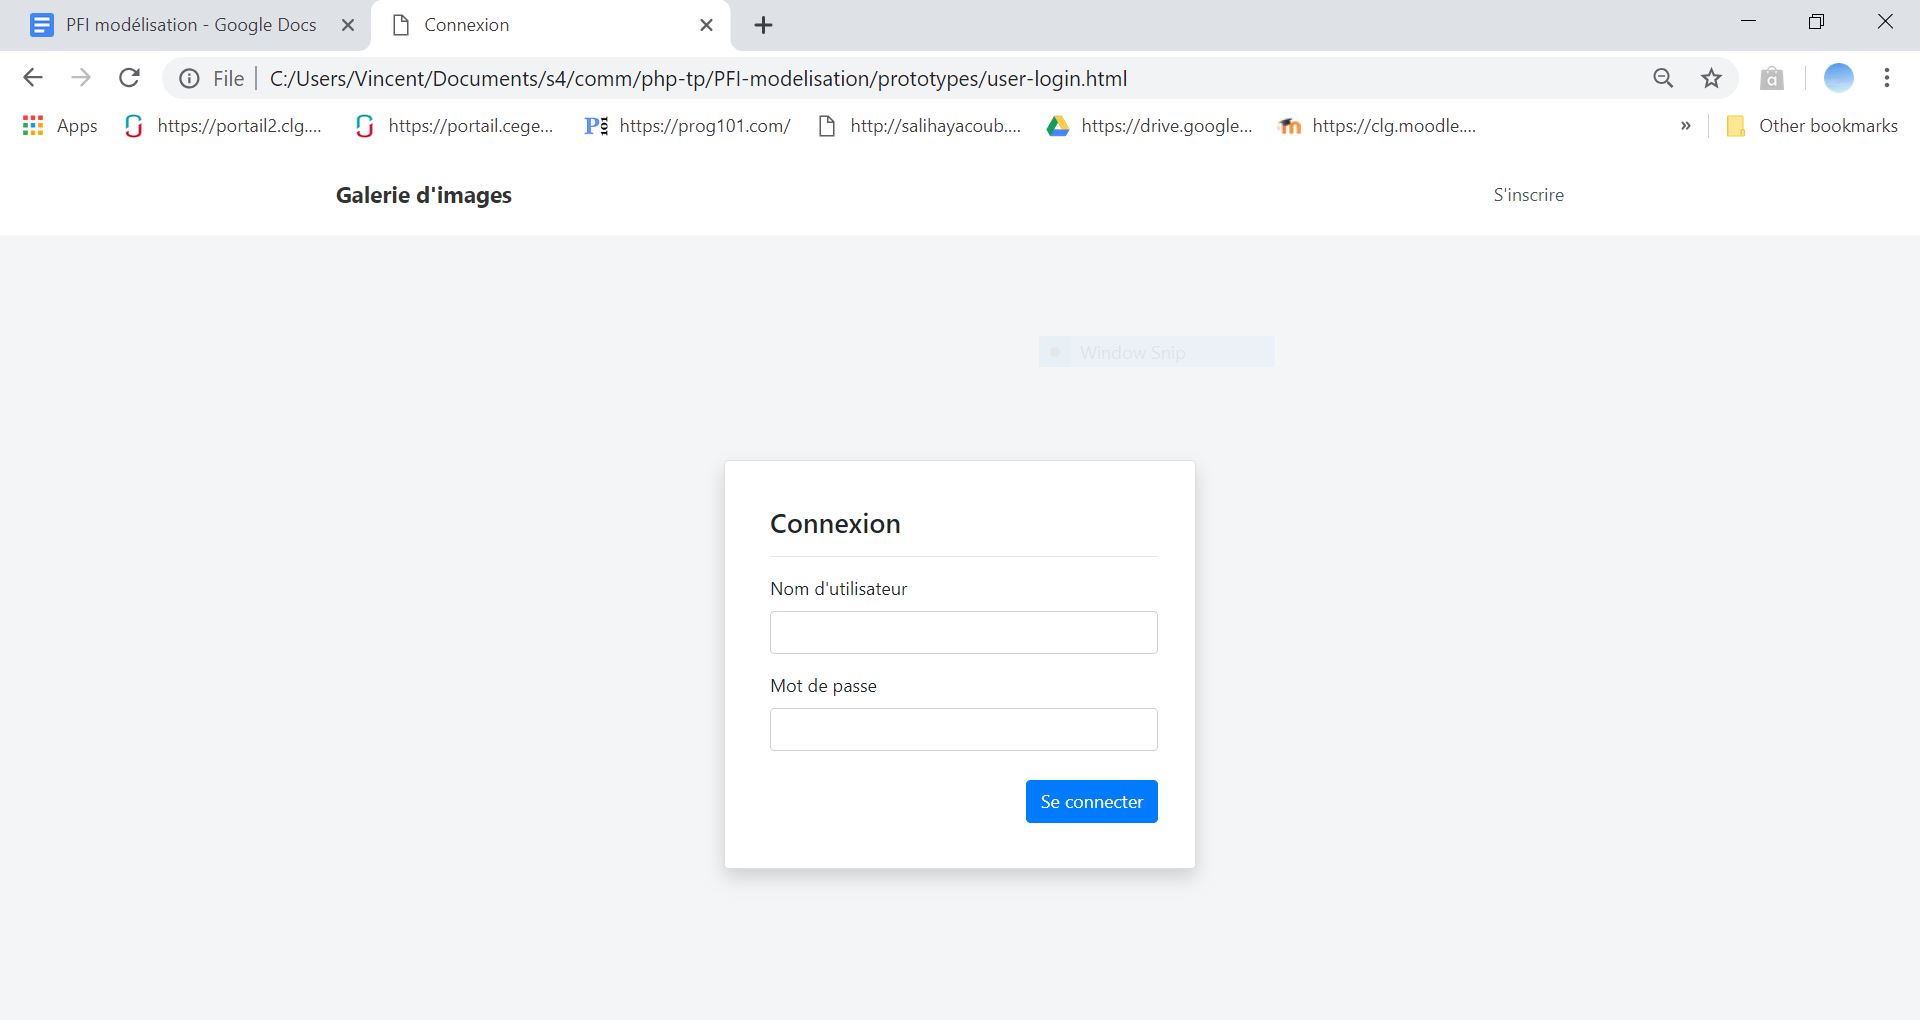 PFI modélisation - Google Docs
Connexion
File
C:/Users/Vincent/Documents/s4/comm/php-tp/PFI-modelisation/prototypes/user-login.html
Apps
https://portail2.clg....
https://portail.cege...
P101
https://prog101.com/
http://salihayacoub....
https://drive.google...
m
https://clg.moodle....
»
Other bookmarks
Galerie d'images
S'inscrire
Window Snip
Connexion
Nom d'utilisateur
Mot de passe
Se connecter